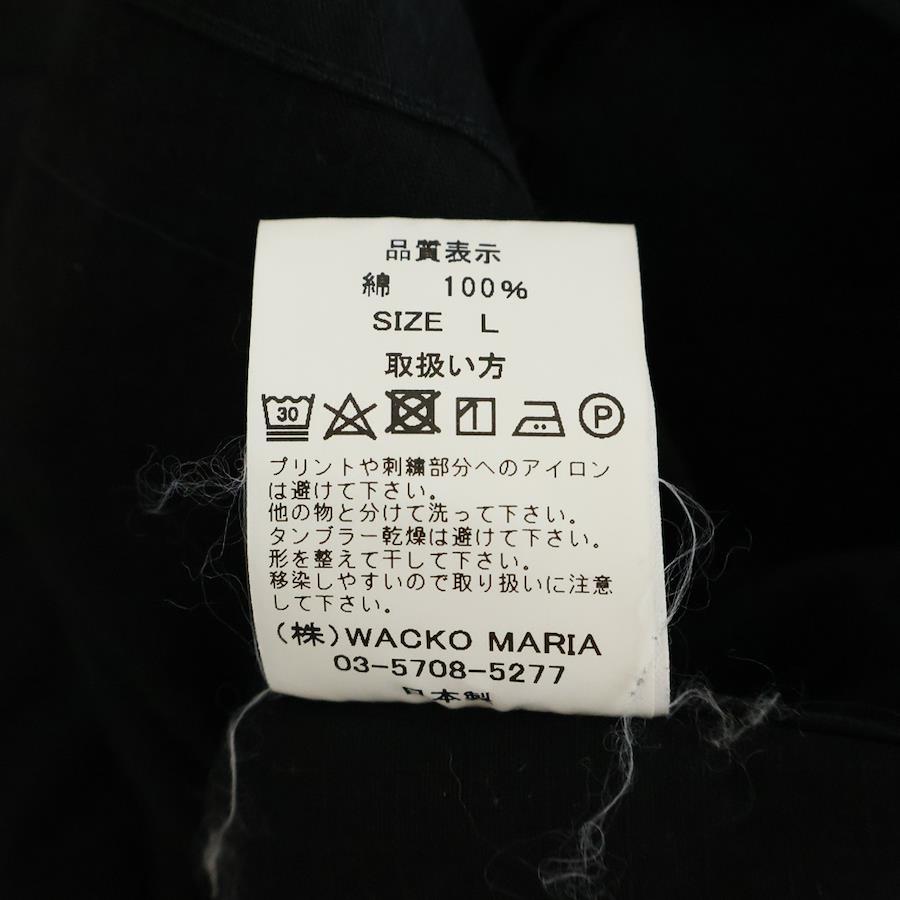 品質表示
綿 100%
SIZE L
取扱い方
30 P
プリントや刺繍部分へのアイロン
は避けて下さい。
他の物と分けて洗って下さい。
タンブラー乾燥は避けて下さい。
形を整えて干して下さい。
移染しやすいので取り扱いに注意
して下さい。
(株)WACKO MARIA
03-5708-5277
日本製